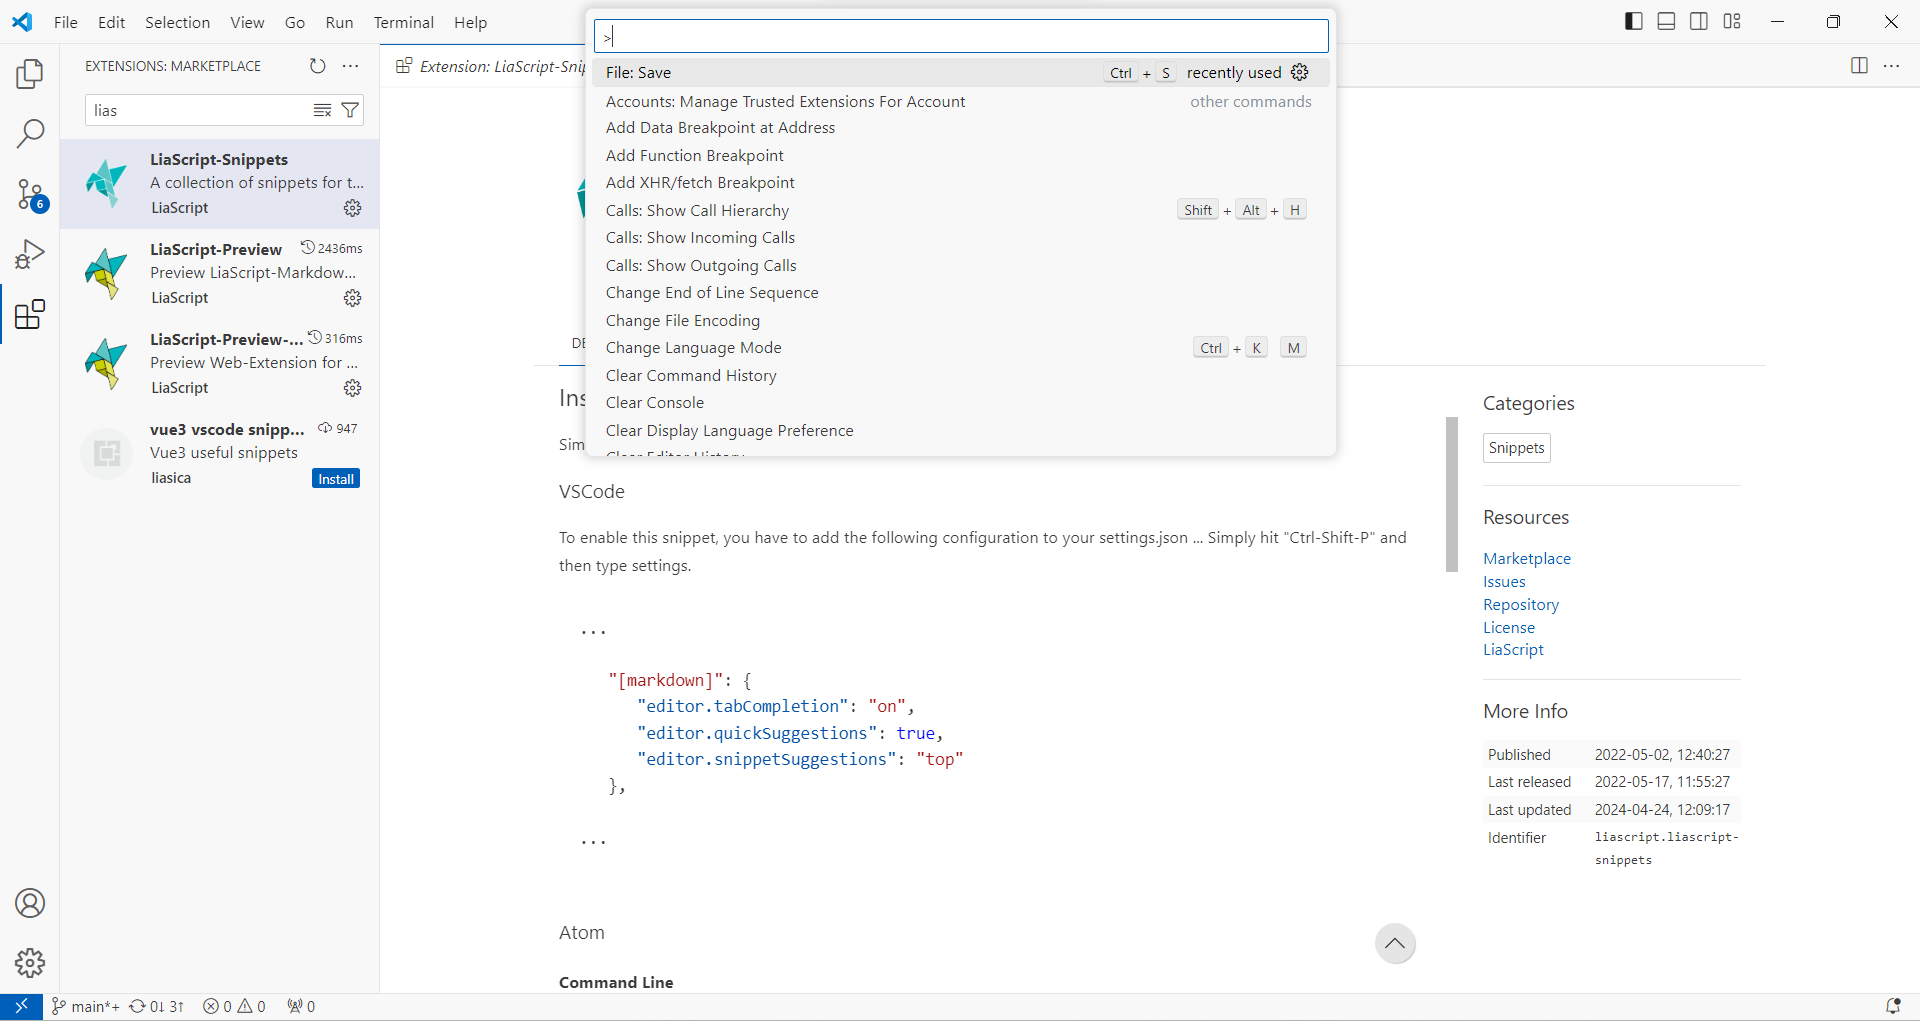 File Edit Selection View Go Run Terminal Help
EXTENSIONS: MARKETPLACE
lias
LiaScript-Snippets
A collection of snippets for t...
LiaScript
LiaScript-Preview 2436ms
Preview LiaScript-Markdow...
LiaScript
LiaScript-Preview-... 316ms
Preview Web-Extension for ...
LiaScript
vue3 vscode snipp... 947
Vue3 useful snippets
liasica Install
6
Extension: LiaScript-Snip
>
File: Save Ctrl + S recently used
Accounts: Manage Trusted Extensions For Account other commands
Add Data Breakpoint at Address
Add Function Breakpoint
Add XHR/fetch Breakpoint
Calls: Show Call Hierarchy Shift + Alt + H
Calls: Show Incoming Calls
Calls: Show Outgoing Calls
Change End of Line Sequence
Change File Encoding
Change Language Mode Ctrl + K M
Clear Command History
Clear Console
Clear Display Language Preference
Clear Editor History
DE
Ins
Sim
VSCode
To enable this snippet, you have to add the following configuration to your settings.json ... Simply hit "Ctrl-Shift-P" and
then type settings.
...
"[markdown]": {
"editor.tabCompletion": "on",
"editor.quickSuggestions": true,
"editor.snippetSuggestions": "top"
},
...
Atom
Command Line
Categories
Snippets
Resources
Marketplace
Issues
Repository
License
LiaScript
More Info
Published 2022-05-02, 12:40:27
Last released 2022-05-17, 11:55:27
Last updated 2024-04-24, 12:09:17
Identifier liascript.liascript-
snippets
main*+ 0↓ 3↑ 0 0 0